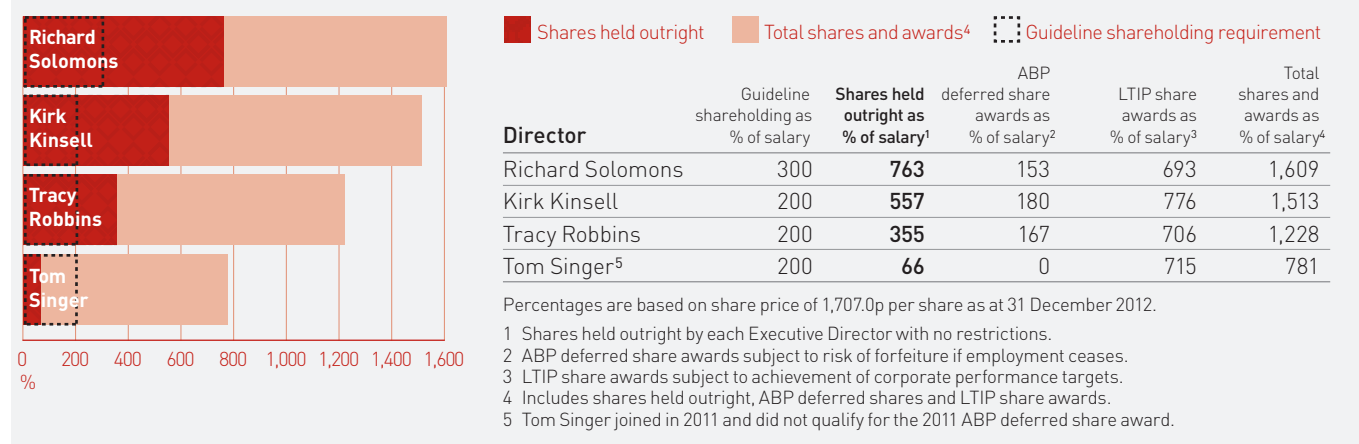 Richard
Solomons
Kirk
Kinsell
Tracy
Robbins
Tom
Singer
0 200 400 600 800 1,000 1,200 1,400 1,600
%
Shares held outright Total shares and awards⁴ Guideline shareholding requirement
Director
Guideline
shareholding as
% of salary
Shares held
outright as
% of salary¹
ABP
deferred share
awards as
% of salary²
LTIP share
awards as
% of salary³
Total
shares and
awards as
% of salary⁴
Richard Solomons 300 763 153 693 1,609
Kirk Kinsell 200 557 180 776 1,513
Tracy Robbins 200 355 167 706 1,228
Tom Singer⁵ 200 66 0 715 781
Percentages are based on share price of 1,707.0p per share as at 31 December 2012.
1 Shares held outright by each Executive Director with no restrictions.
2 ABP deferred share awards subject to risk of forfeiture if employment ceases.
3 LTIP share awards subject to achievement of corporate performance targets.
4 Includes shares held outright, ABP deferred shares and LTIP share awards.
5 Tom Singer joined in 2011 and did not qualify for the 2011 ABP deferred share award.